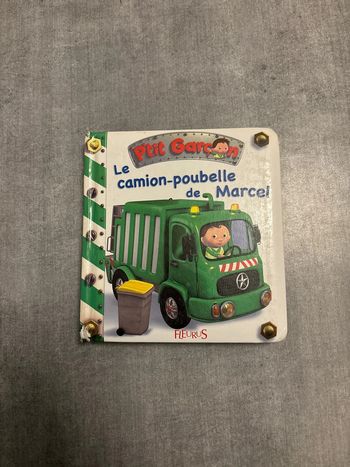 P'tit Garçon
Le
camion-poubelle
de Marcel
FLEURUS